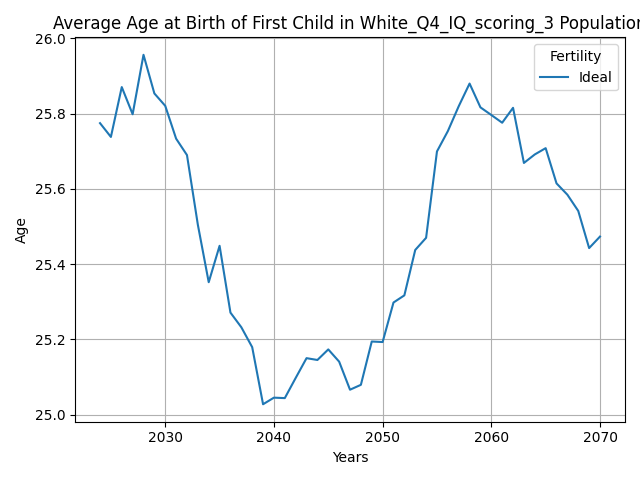 Average Age at Birth of First Child in White_Q4_IQ_scoring_3 Population
26.0
25.8
25.6
25.4
25.2
25.0
Age
Fertility
Ideal
2030 2040 2050 2060 2070
Years